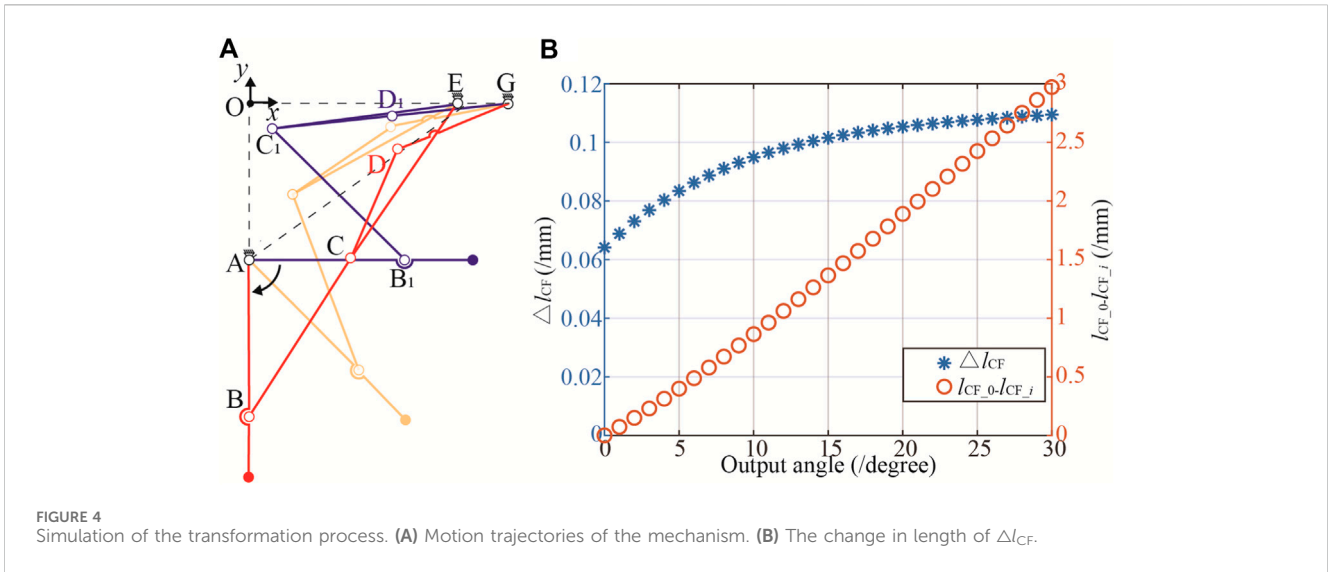 A
y
O
x
E
G
D₁
C₁
D
A
C
B₁
B
B
0.12
0.1
0.08
0.06
0.04
0.02
0
△lCF (/mm)
3
2.5
2
1.5
1
0.5
0
lCF_0-lCF_i (/mm)
△lCF
lCF_0-lCF_i
0 5 10 15 20 25 30
Output angle (/degree)
FIGURE 4
Simulation of the transformation process. (A) Motion trajectories of the mechanism. (B) The change in length of △lCF.